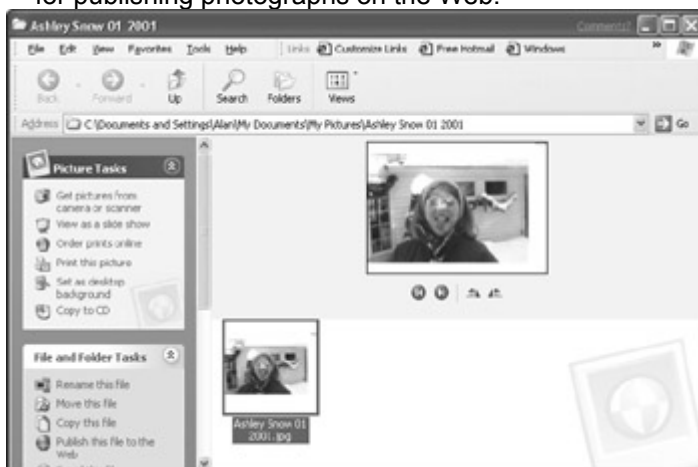 for publishing photographs on the Web.
Ashley Snow 01 2001
Comments?
File Edit View Favorites Tools Help Links Customize Links Free Hotmail Windows
Back Forward Up Search Folders Views
Address C:\Documents and Settings\Alan\My Documents\My Pictures\Ashley Snow 01 2001 Go
Picture Tasks
Get pictures from
camera or scanner
View as a slide show
Order prints online
Print this picture
Set as desktop
background
Copy to CD
File and Folder Tasks
Rename this file
Move this file
Copy this file
Publish this file to the
Web
Ashley Snow 01
2001.jpg